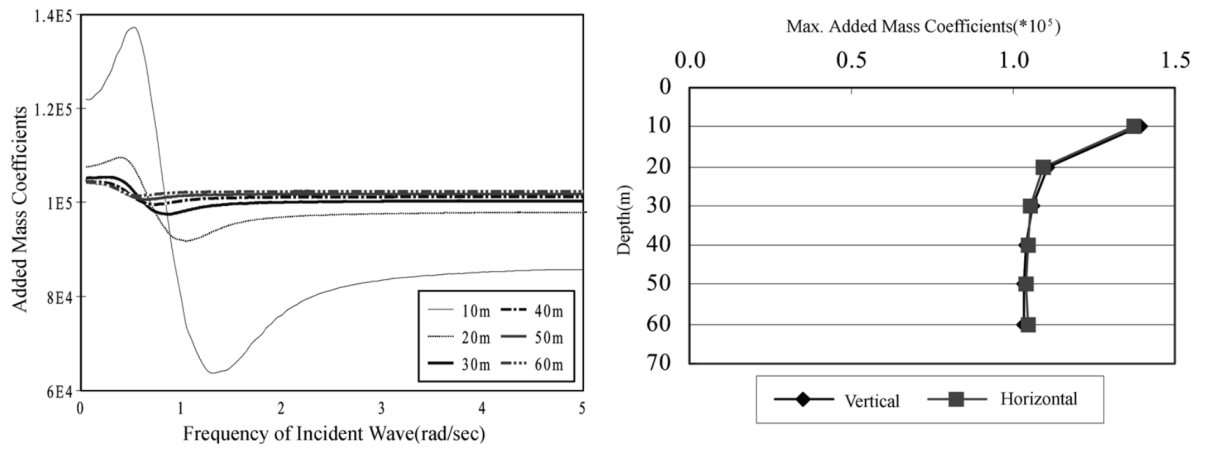 1.4E5
1.2E5
1E5
8E4
6E4
Added Mass Coefficients
0 1 2 3 4 5
Frequency of Incident Wave(rad/sec)
10m 40m
20m 50m
30m 60m
Max. Added Mass Coefficients(*10⁵)
0.0 0.5 1.0 1.5
0
10
20
30
40
50
60
70
Depth(m)
Vertical Horizontal